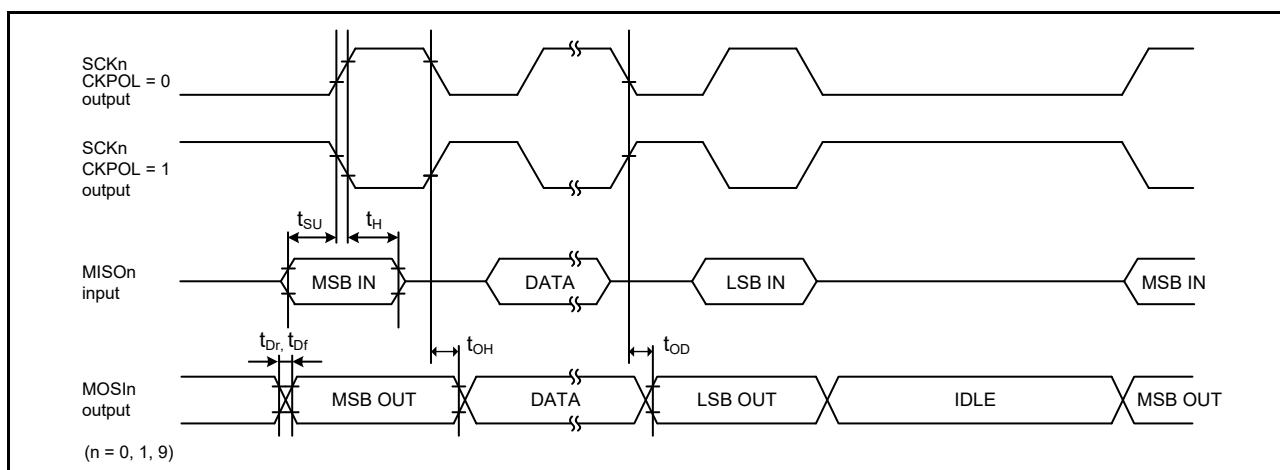 SCKn
CKPOL = 0
output
SCKn
CKPOL = 1
output
tSU
tH
MISOn
input
MSB IN
DATA
LSB IN
MSB IN
tDr, tDf
tOH
tOD
MOSIn
output
MSB OUT
DATA
LSB OUT
IDLE
MSB OUT
(n = 0, 1, 9)